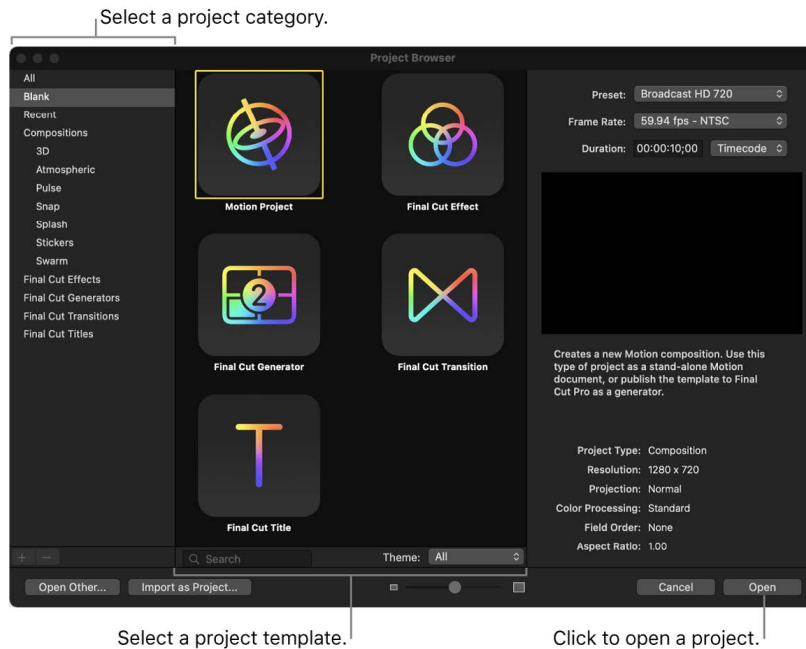 Select a project category.
Project Browser
All
Blank
Recent
Compositions
3D
Atmospheric
Pulse
Snap
Splash
Stickers
Swarm
Final Cut Effects
Final Cut Generators
Final Cut Transitions
Final Cut Titles
Motion Project
Final Cut Effect
2
Final Cut Generator
Final Cut Transition
T
Final Cut Title
Search
Theme: All
Preset: Broadcast HD 720
Frame Rate: 59.94 fps - NTSC
Duration: 00:00:10;00 Timecode
Creates a new Motion composition. Use this
type of project as a stand-alone Motion
document, or publish the template to Final
Cut Pro as a generator.
Project Type: Composition
Resolution: 1280 x 720
Projection: Normal
Color Processing: Standard
Field Order: None
Aspect Ratio: 1.00
Open Other... Import as Project... Cancel Open
Select a project template. Click to open a project.